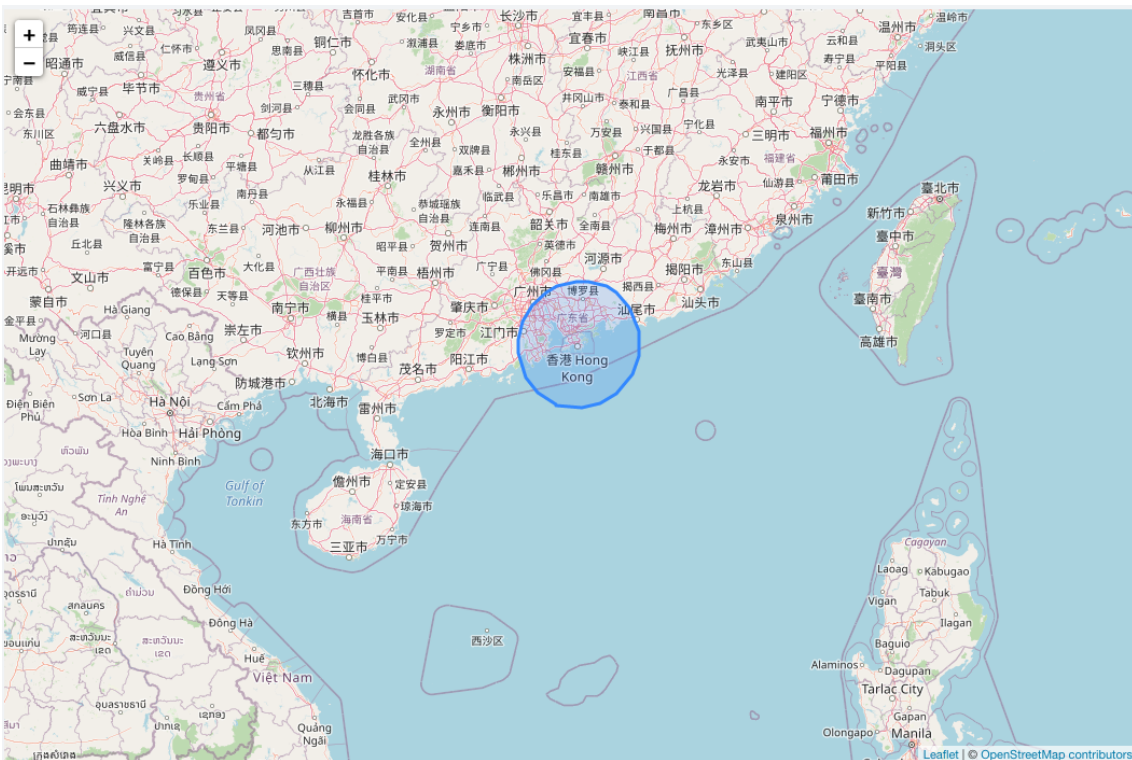 +
−
温岭市
筠连县
兴文县
凤冈县
吉首市
安化县
长沙市
宜丰县
南昌市
东乡区
温州市
洞头区
威信县
仁怀市
思南县
铜仁市
溆浦县
宁乡市
娄底市
株洲市
宜春市
峡江县
抚州市
武夷山市
云和县
寿宁县
平阳县
昭通市
威宁县
毕节市
遵义市
三穗县
怀化市
湖南省
南岳区
安福县
江西省
光泽县
建阳区
会东县
贵州省
剑河县
会同县
武冈市
永州市
衡阳市
井冈山市
泰和县
广昌县
南平市
宁德市
东川区
六盘水市
贵阳市
都匀市
龙胜各族
自治县
全州县
双牌县
永兴县
万安县
兴国县
宁化县
三明市
福州市
曲靖市
关岭县
长顺县
平塘县
从江县
桂林市
嘉禾县
郴州市
桂东县
赣州市
于都县
永安市
福建省
仙游县
莆田市
昆明市
兴义市
罗甸县
南丹县
永福县
恭城瑶族
自治县
临武县
乐昌市
南雄市
上杭县
龙岩市
泉州市
臺北市
石林彝族
自治县
隆林各族
自治县
乐业县
东兰县
河池市
柳州市
昭平县
贺州市
连南县
韶关市
全南县
梅州市
漳州市
新竹市
丘北县
英德市
臺中市
开远市
文山市
富宁县
百色市
大化县
广西壮族
自治区
平南县
梧州市
广宁县
佛冈县
河源市
揭阳市
东山县
臺灣
蒙自市
德保县
天等县
南宁市
横县
桂平市
肇庆市
广州市
博罗县
揭西县
汕头市
臺南市
金平县
Hà Giang
河口县
崇左市
玉林市
罗定市
江门市
广东省
汕尾市
高雄市
Mường
Lay
Cao Bằng
Tuyên
Quang
Lạng Sơn
钦州市
博白县
阳江市
香港 Hong
Kong
防城港市
茂名市
Điện Biên
Phủ
Sơn La
Hà Nội
Cẩm Phả
北海市
雷州市
Hòa Bình
Hải Phòng
Ninh Bình
海口市
Gulf of
Tonkin
儋州市
定安县
Tỉnh Nghệ
An
东方市
海南省
琼海市
万宁市
三亚市
Hà Tĩnh
Cagayan
Laoag
Kabugao
Đồng Hới
Vigan
Tabuk
Đông Hà
西沙区
Ilagan
Huế
Baguio
Việt Nam
Alaminos
Dagupan
Tarlac City
Gapan
Quảng
Ngãi
Olongapo
Manila
Leaflet | © OpenStreetMap contributors